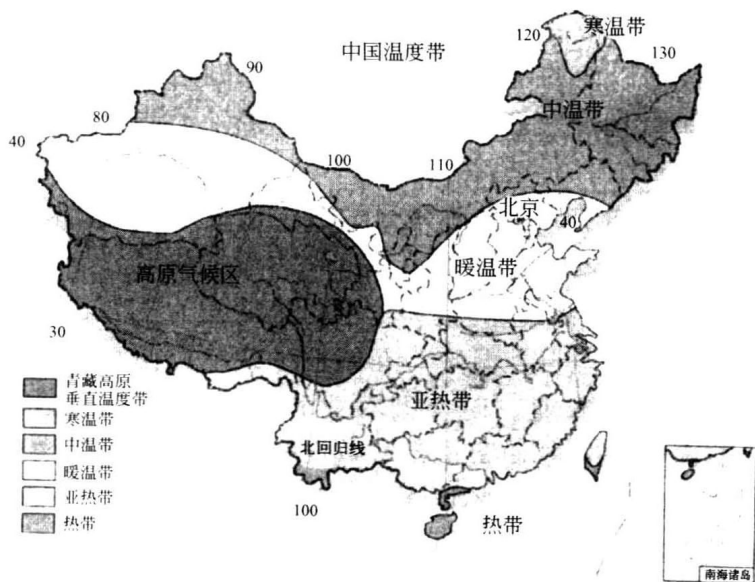 中国温度带
120
寒温带
130
90
中温带
80
40
100
110
北京
40
高原气候区
暖温带
30
青藏高原
垂直温度带
寒温带
中温带
暖温带
亚热带
热带
亚热带
北回归线
100
热带
南海诸岛